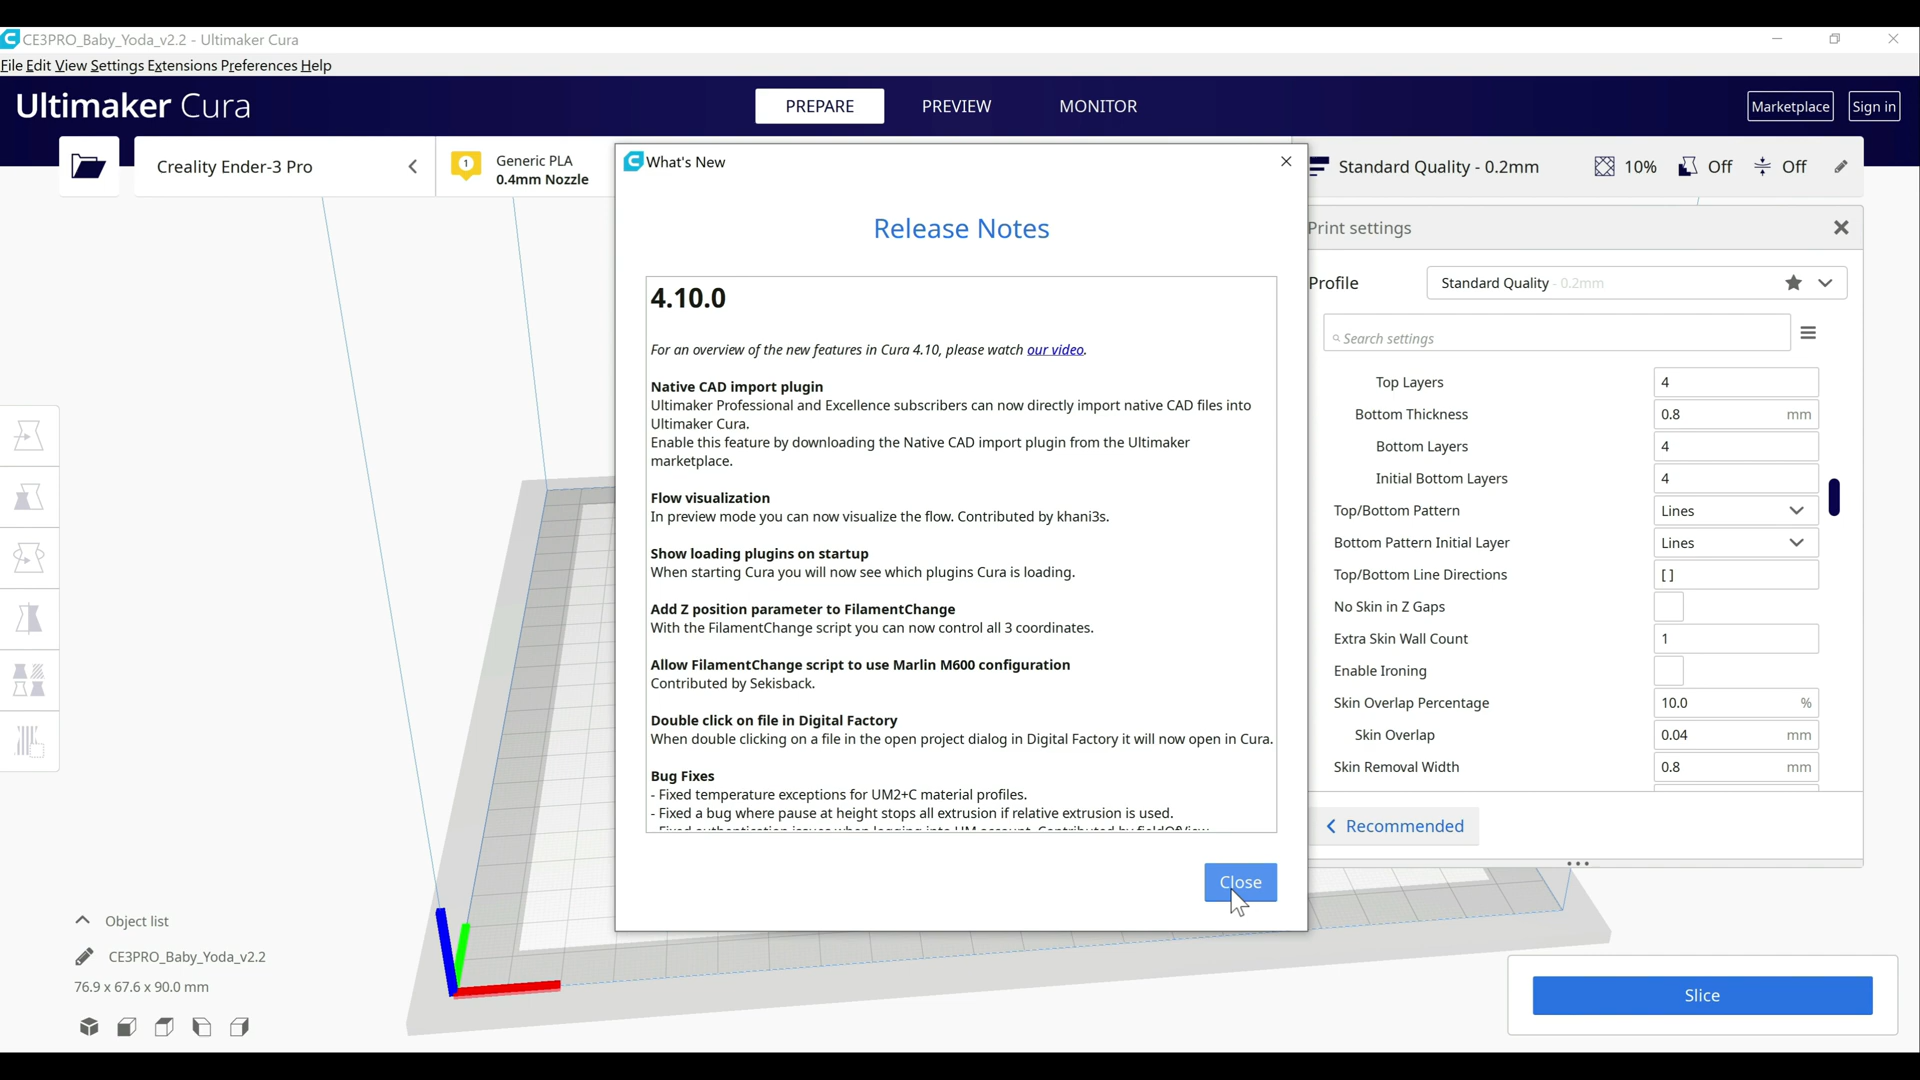 CE3PRO_Baby_Yoda_v2.2 - Ultimaker Cura
File Edit View Settings Extensions Preferences Help
Ultimaker Cura
PREPARE
PREVIEW
MONITOR
Marketplace
Sign in
Creality Ender-3 Pro
1
Generic PLA
0.4mm Nozzle
Standard Quality - 0.2mm
10%
Off
Off
What's New
Release Notes
4.10.0
For an overview of the new features in Cura 4.10, please watch our video.
Native CAD import plugin
Ultimaker Professional and Excellence subscribers can now directly import native CAD files into
Ultimaker Cura.
Enable this feature by downloading the Native CAD import plugin from the Ultimaker
marketplace.
Flow visualization
In preview mode you can now visualize the flow. Contributed by khani3s.
Show loading plugins on startup
When starting Cura you will now see which plugins Cura is loading.
Add Z position parameter to FilamentChange
With the FilamentChange script you can now control all 3 coordinates.
Allow FilamentChange script to use Marlin M600 configuration
Contributed by Sekisback.
Double click on file in Digital Factory
When double clicking on a file in the open project dialog in Digital Factory it will now open in Cura.
Bug Fixes
- Fixed temperature exceptions for UM2+C material profiles.
- Fixed a bug where pause at height stops all extrusion if relative extrusion is used.
Close
Print settings
Profile
Standard Quality - 0.2mm
Search settings
Top Layers 4
Bottom Thickness 0.8 mm
Bottom Layers 4
Initial Bottom Layers 4
Top/Bottom Pattern Lines
Bottom Pattern Initial Layer Lines
Top/Bottom Line Directions [ ]
No Skin in Z Gaps
Extra Skin Wall Count 1
Enable Ironing
Skin Overlap Percentage 10.0 %
Skin Overlap 0.04 mm
Skin Removal Width 0.8 mm
Recommended
Object list
CE3PRO_Baby_Yoda_v2.2
76.9 x 67.6 x 90.0 mm
Slice